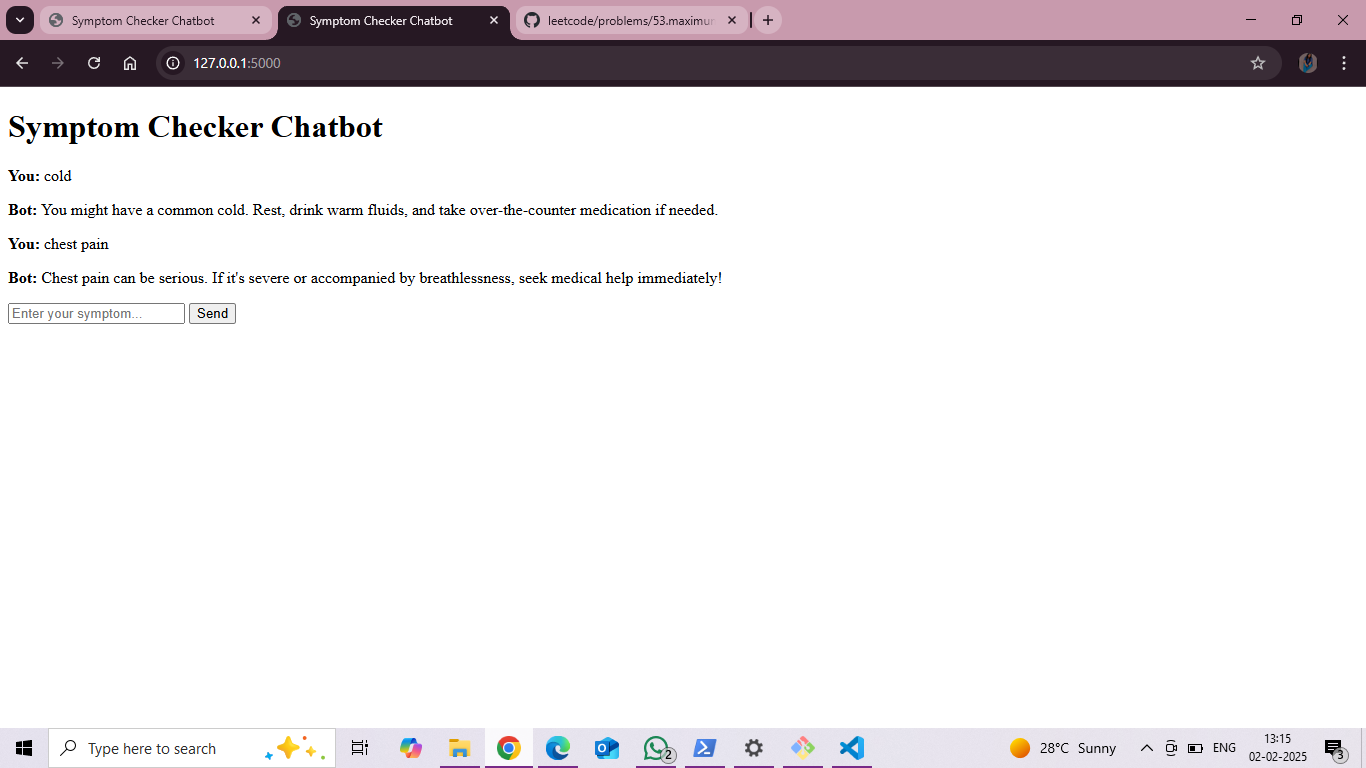 Symptom Checker Chatbot
Symptom Checker Chatbot
leetcode/problems/53.maximu
127.0.0.1:5000
Symptom Checker Chatbot
You: cold
Bot: You might have a common cold. Rest, drink warm fluids, and take over-the-counter medication if needed.
You: chest pain
Bot: Chest pain can be serious. If it's severe or accompanied by breathlessness, seek medical help immediately!
Enter your symptom... Send
Type here to search
2
28°C Sunny
ENG
13:15
02-02-2025
3